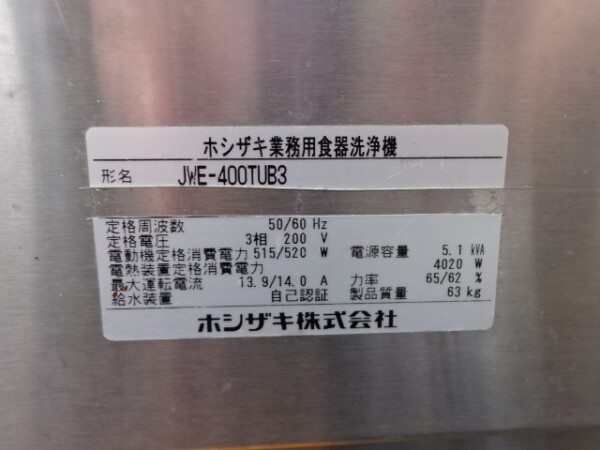 ホシザキ業務用食器洗浄機
形名 JWE-400TUB3
定格周波数 50/60 Hz
定格電圧 3相 200 V
電動機定格消費電力 515/520 W 電源容量 5.1 kVA
電熱装置定格消費電力 4020 W
最大運転電流 13.9/14.0 A 力率 65/62 %
給水装置 自己認証 製品質量 63 kg
ホシザキ株式会社